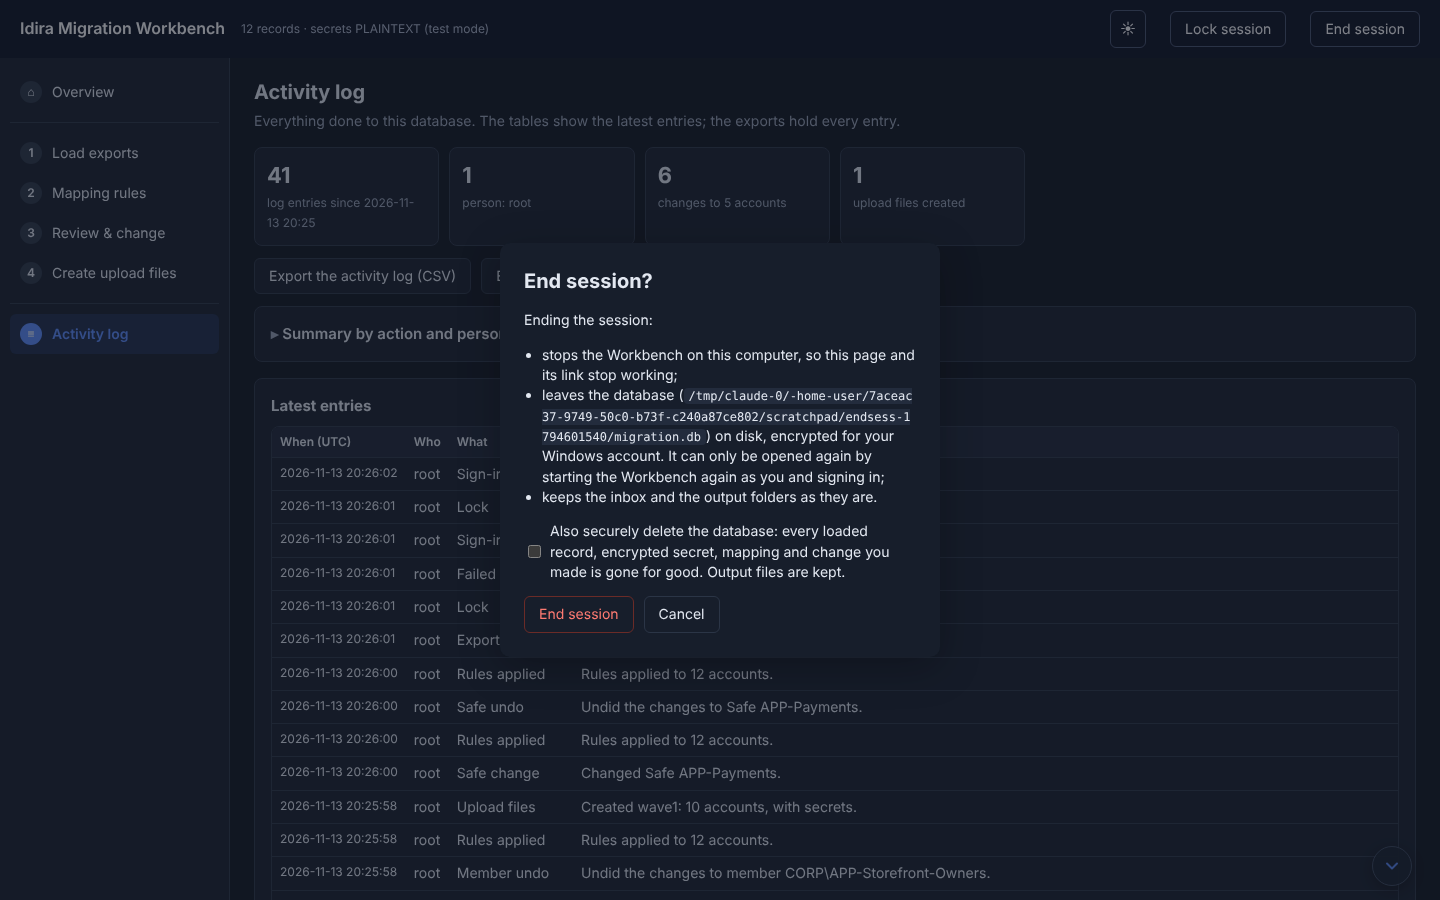 Idira Migration Workbench
12 records · secrets PLAINTEXT (test mode)
Lock session
End session
Overview
1 Load exports
2 Mapping rules
3 Review & change
4 Create upload files
Activity log
Activity log
Everything done to this database. The tables show the latest entries; the exports hold every entry.
41
log entries since 2026-11-
13 20:25
1
person: root
6
changes to 5 accounts
1
upload files created
Export the activity log (CSV)
Summary by action and
Latest entries
When (UTC) Who What
2026-11-13 20:26:02 root
2026-11-13 20:26:01 root Lock
2026-11-13 20:26:01 root
2026-11-13 20:26:01 root Failed
2026-11-13 20:26:01 root Lock
2026-11-13 20:26:01 root Export
2026-11-13 20:26:00 root Rules applied Rules applied to 12 accounts.
2026-11-13 20:26:00 root Safe undo Undid the changes to Safe APP-Payments.
2026-11-13 20:26:00 root Rules applied Rules applied to 12 accounts.
2026-11-13 20:26:00 root Safe change Changed Safe APP-Payments.
2026-11-13 20:25:58 root Upload files Created wave1: 10 accounts, with secrets.
2026-11-13 20:25:58 root Rules applied Rules applied to 12 accounts.
2026-11-13 20:25:58 root Member undo Undid the changes to member CORP\APP-Storefront-Owners.
End session?
Ending the session:
• stops the Workbench on this computer, so this page and
its link stop working;
• leaves the database ( /tmp/claude-0/-home-user/7aceac
37-9749-50c0-b73f-c240a87ce802/scratchpad/endsess-1
794601540/migration.db ) on disk, encrypted for your
Windows account. It can only be opened again by
starting the Workbench again as you and signing in;
• keeps the inbox and the output folders as they are.
Also securely delete the database: every loaded
record, encrypted secret, mapping and change you
made is gone for good. Output files are kept.
End session
Cancel